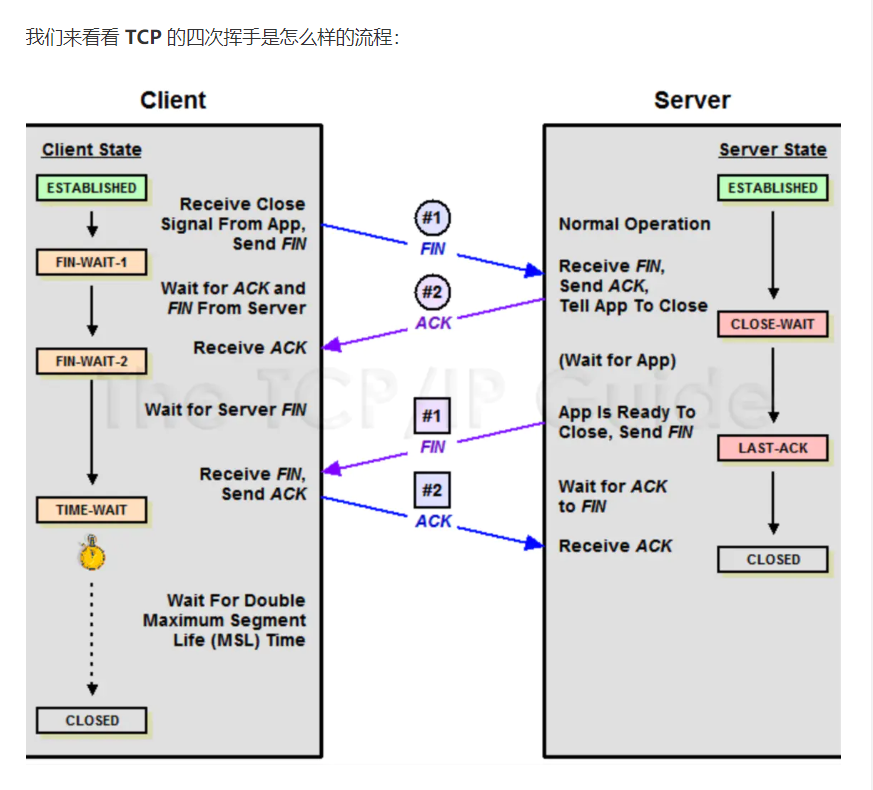 我们来看看 TCP 的四次挥手是怎么样的流程：
Client
Server
Client State
ESTABLISHED
FIN-WAIT-1
FIN-WAIT-2
TIME-WAIT
CLOSED
Receive Close
Signal From App,
Send FIN
Wait for ACK and
FIN From Server
Receive ACK
Wait for Server FIN
Receive FIN,
Send ACK
Wait For Double
Maximum Segment
Life (MSL) Time
#1
FIN
#2
ACK
#1
FIN
#2
ACK
Server State
ESTABLISHED
CLOSE-WAIT
LAST-ACK
CLOSED
Normal Operation
Receive FIN,
Send ACK,
Tell App To Close
(Wait for App)
App Is Ready To
Close, Send FIN
Wait for ACK
to FIN
Receive ACK
The TCP/IP Guide